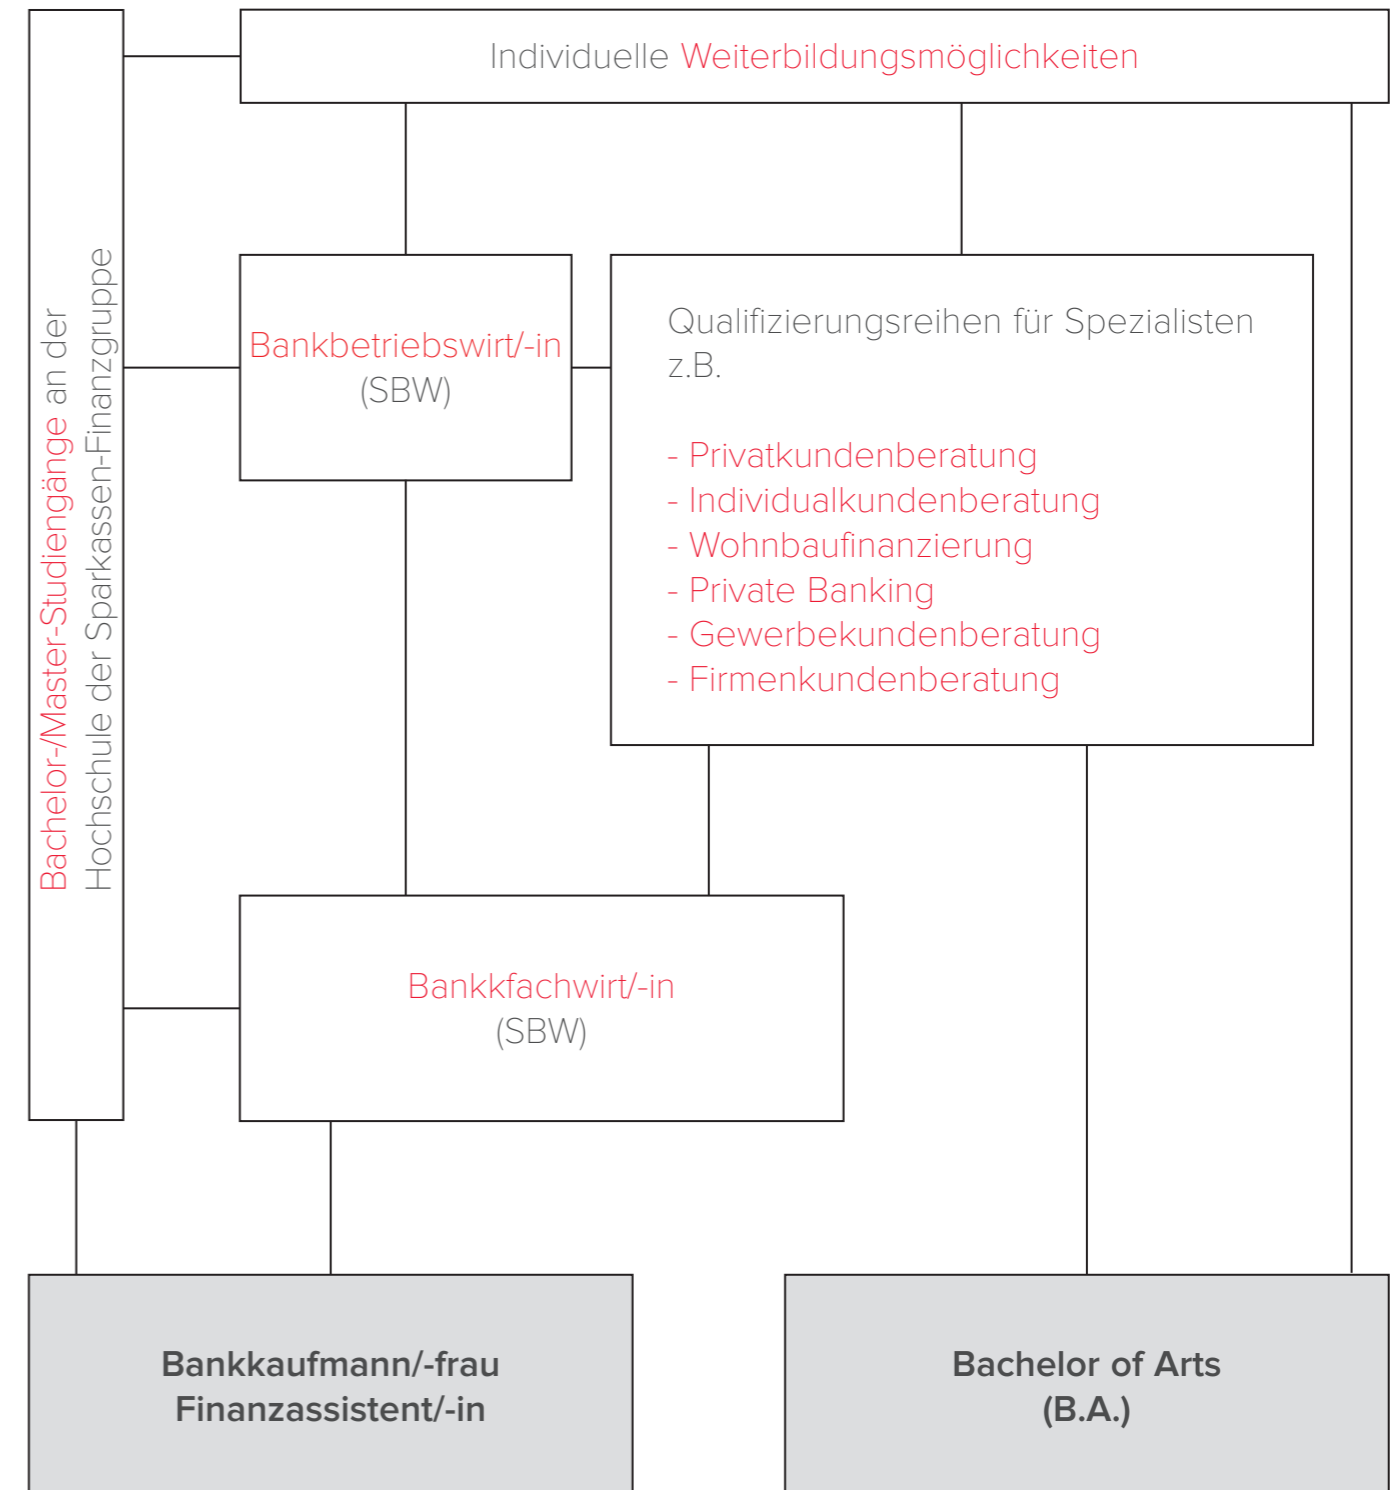 Individuelle Weiterbildungsmöglichkeiten
Bachelor-/Master-Studiengänge an der
Hochschule der Sparkassen-Finanzgruppe
Bankbetriebswirt/-in
(SBW)
Qualifizierungsreihen für Spezialisten
z.B.
- Privatkundenberatung
- Individualkundenberatung
- Wohnbaufinanzierung
- Private Banking
- Gewerbekundenberatung
- Firmenkundenberatung
Bankkfachwirt/-in
(SBW)
Bankkaufmann/-frau
Finanzassistent/-in
Bachelor of Arts
(B.A.)